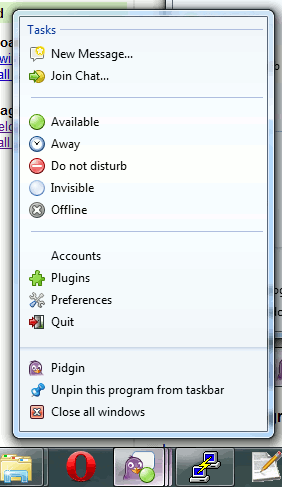 Tasks
New Message...
Join Chat...
Available
Away
Do not disturb
Invisible
Offline
Accounts
Plugins
Preferences
Quit
Pidgin
Unpin this program from taskbar
Close all windows